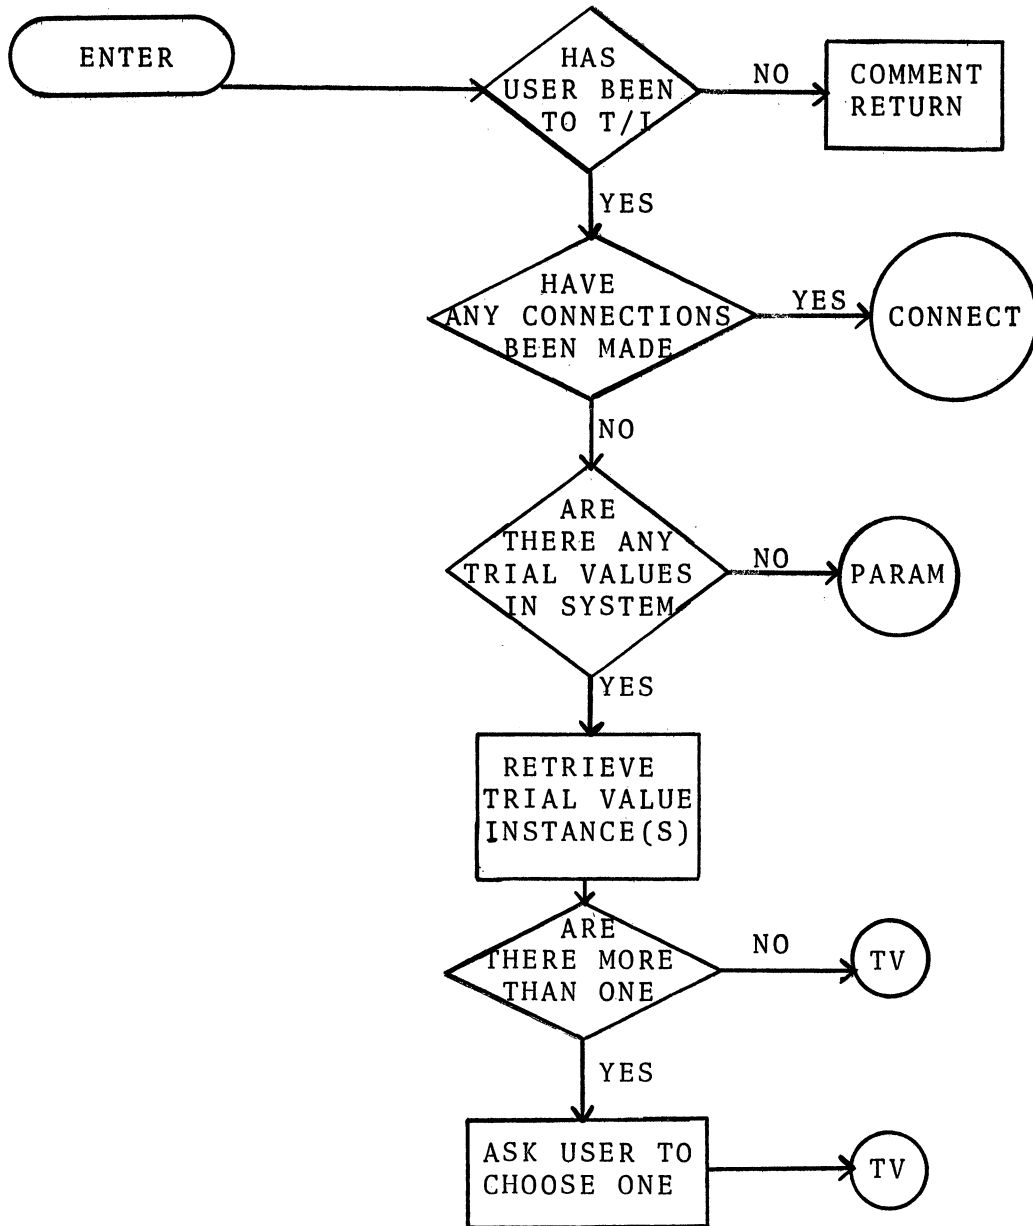 ENTER
HAS
USER BEEN
TO T/I
NO
COMMENT
RETURN
YES
HAVE
ANY CONNECTIONS
BEEN MADE
YES
CONNECT
NO
ARE
THERE ANY
TRIAL VALUES
IN SYSTEM
NO
PARAM
YES
RETRIEVE
TRIAL VALUE
INSTANCE(S)
ARE
THERE MORE
THAN ONE
NO
TV
YES
ASK USER TO
CHOOSE ONE
TV